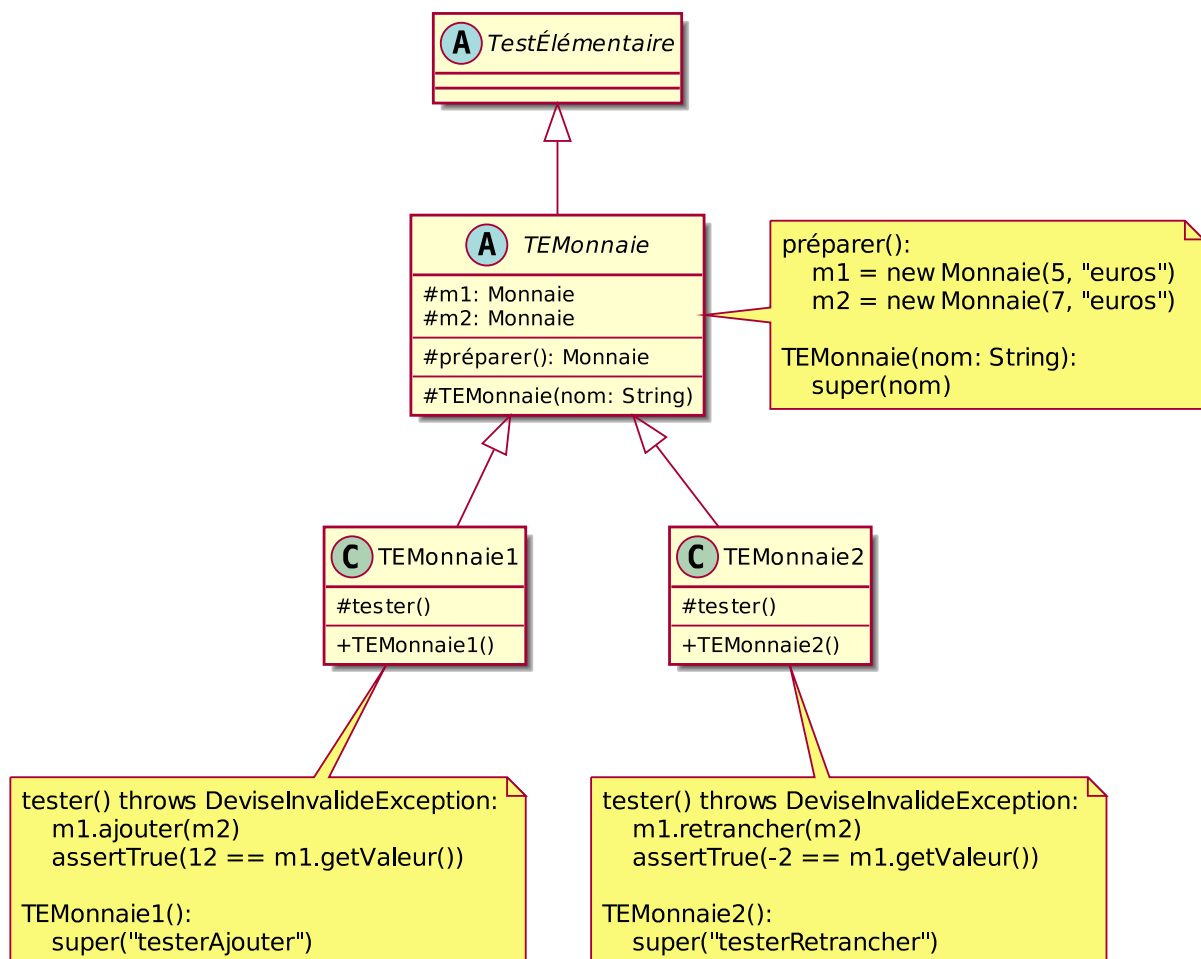 A TestÉlémentaire
A TEMonnaie
#m1: Monnaie
#m2: Monnaie
#préparer(): Monnaie
#TEMonnaie(nom: String)
préparer():
m1 = new Monnaie(5, "euros")
m2 = new Monnaie(7, "euros")
TEMonnaie(nom: String):
super(nom)
C TEMonnaie1
#tester()
+TEMonnaie1()
C TEMonnaie2
#tester()
+TEMonnaie2()
tester() throws DeviseInvalideException:
m1.ajouter(m2)
assertTrue(12 == m1.getValeur())
TEMonnaie1():
super("testerAjouter")
tester() throws DeviseInvalideException:
m1.retrancher(m2)
assertTrue(-2 == m1.getValeur())
TEMonnaie2():
super("testerRetrancher")